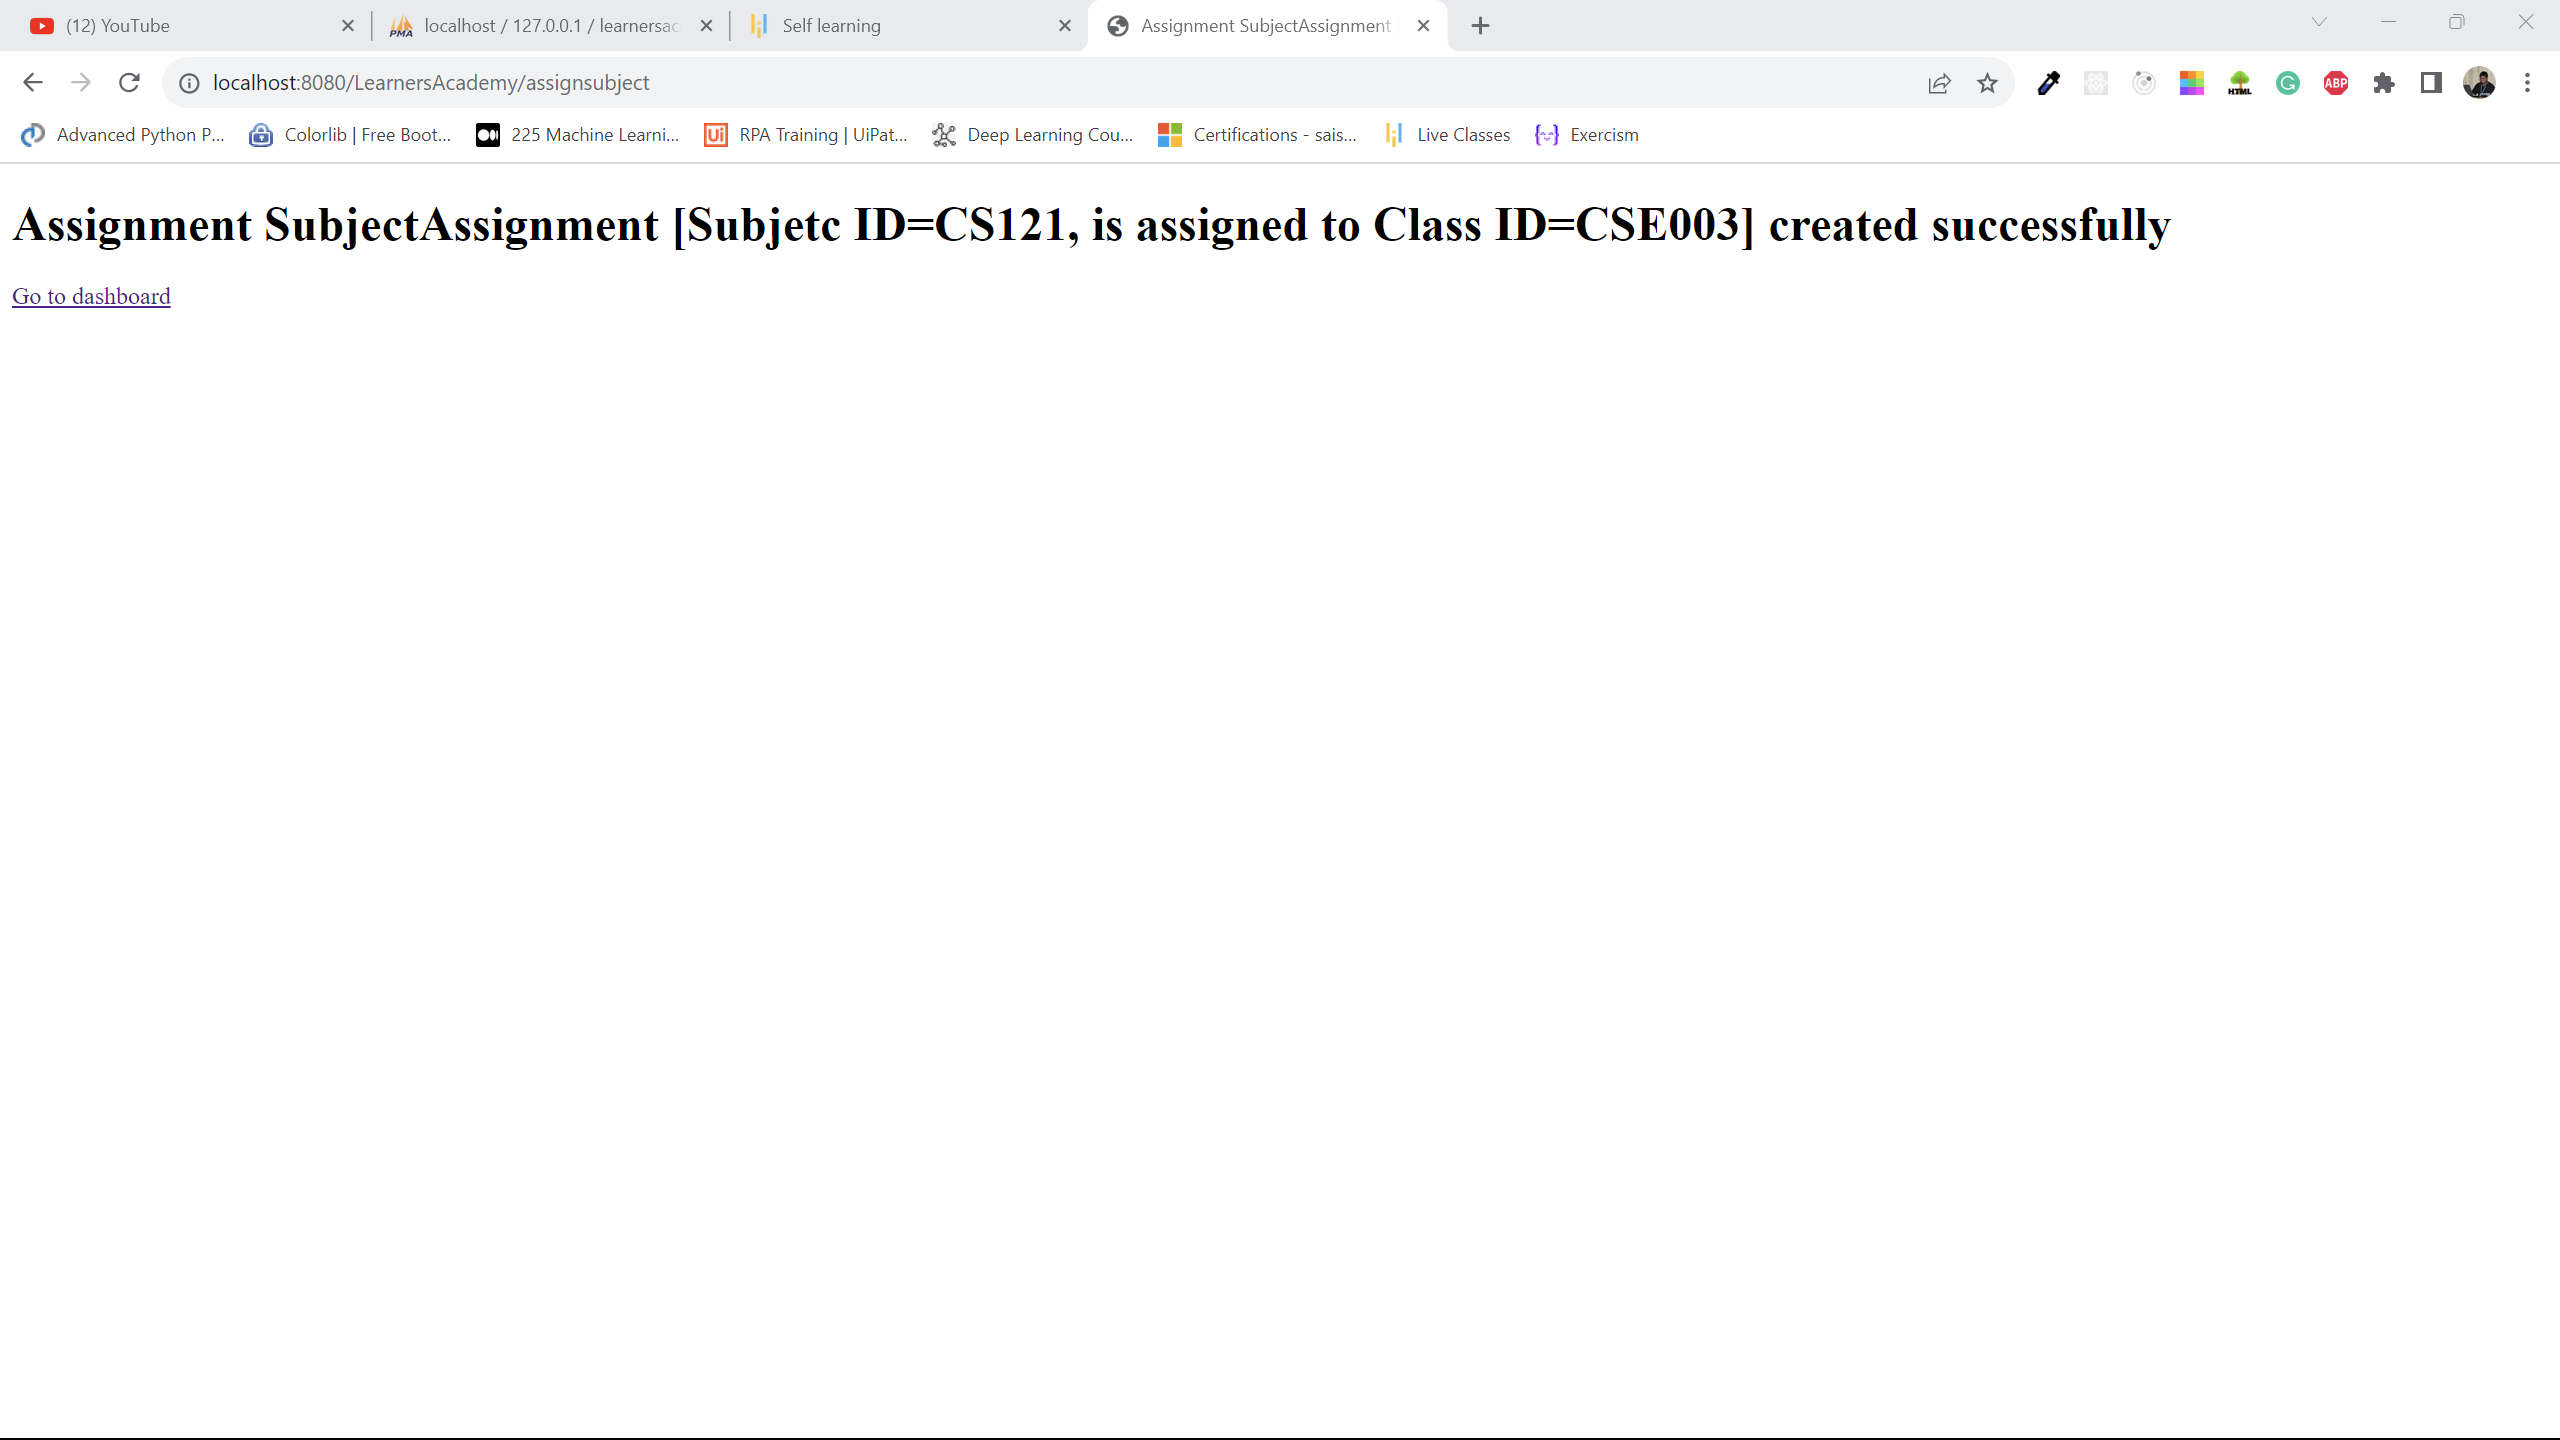 (12) YouTube
localhost / 127.0.0.1 / learnersac
Self learning
Assignment SubjectAssignment
localhost:8080/LearnersAcademy/assignsubject
HTML
ABP
Advanced Python P...
Colorlib | Free Boot...
225 Machine Learni...
RPA Training | UiPat...
Deep Learning Cou...
Certifications - sais...
Live Classes
Exercism
Assignment SubjectAssignment [Subjetc ID=CS121, is assigned to Class ID=CSE003] created successfully
Go to dashboard